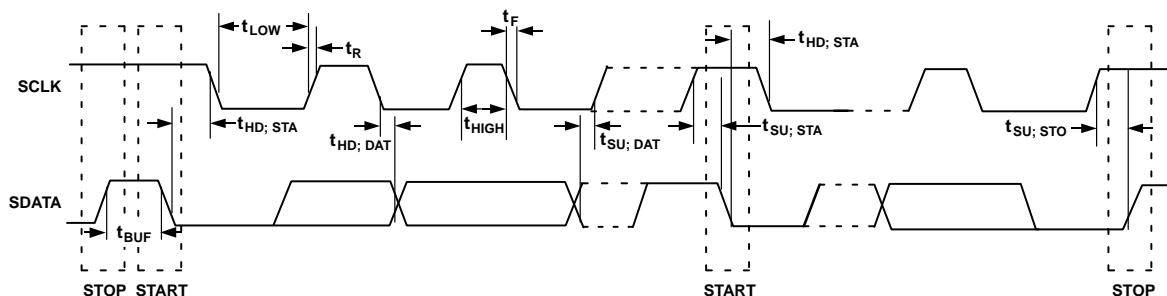 tLOW
tR
tF
tHD; STA
SCLK
tHD; STA
tHD; DAT
tHIGH
tSU; DAT
tSU; STA
tSU; STO
SDATA
tBUF
STOP START START STOP